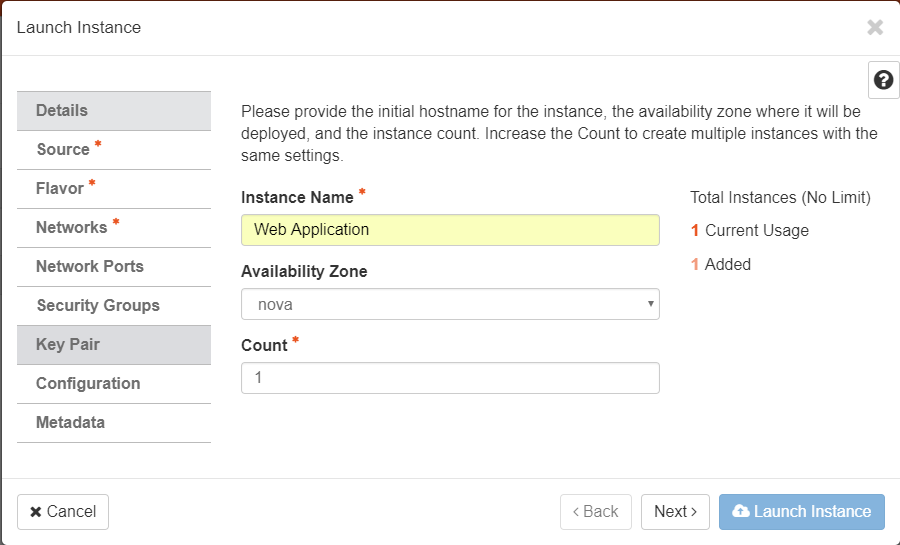 Launch Instance
Details
Source *
Flavor *
Networks *
Network Ports
Security Groups
Key Pair
Configuration
Metadata
Please provide the initial hostname for the instance, the availability zone where it will be
deployed, and the instance count. Increase the Count to create multiple instances with the
same settings.
Instance Name *
Web Application
Availability Zone
nova
Count *
1
Total Instances (No Limit)
1 Current Usage
1 Added
Cancel
< Back
Next >
Launch Instance